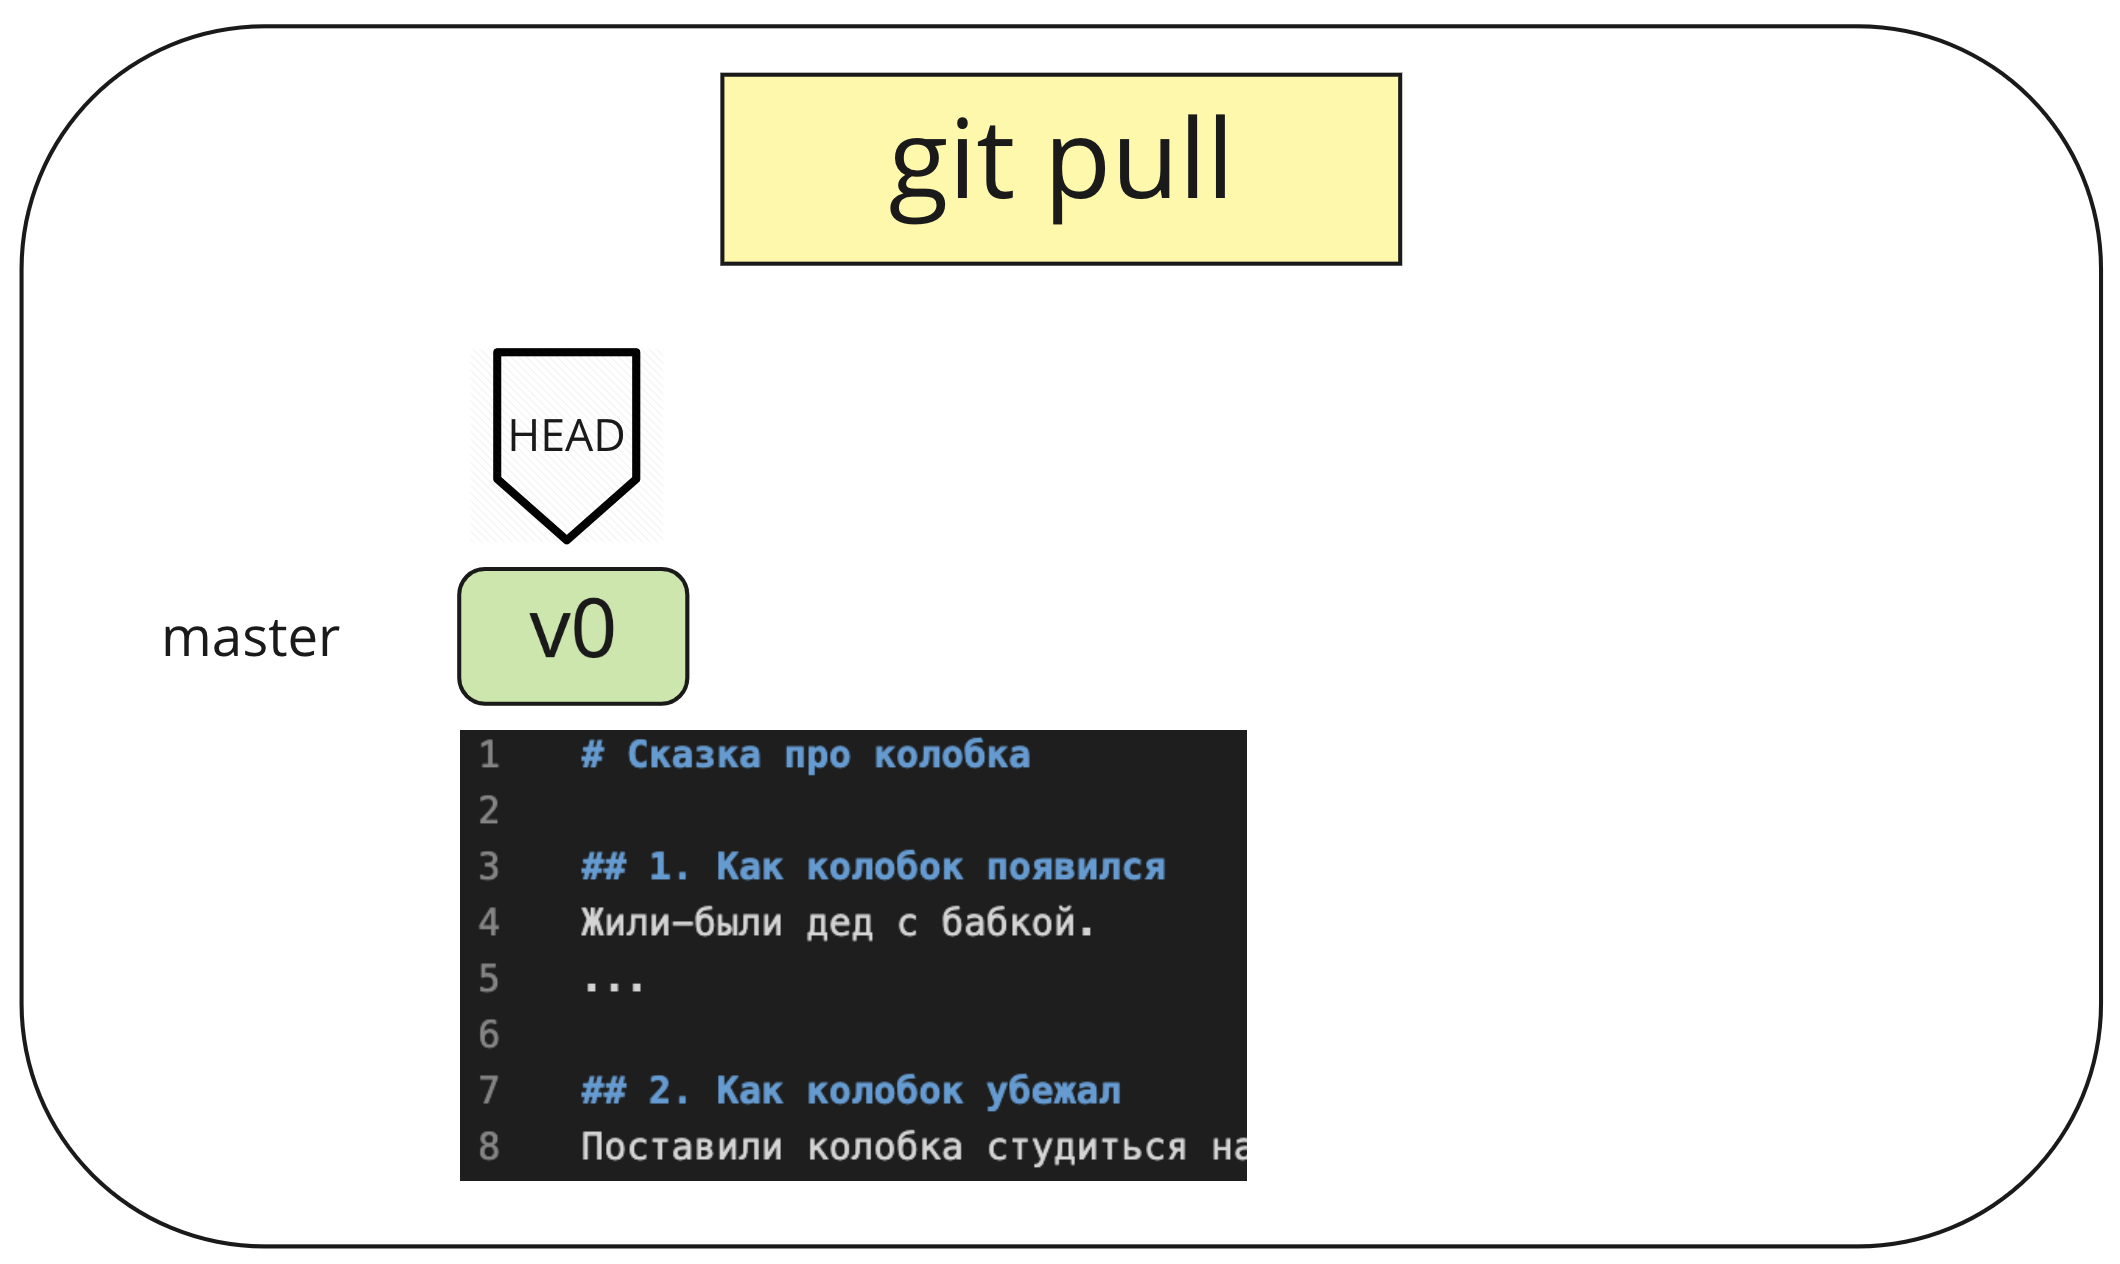 git pull
HEAD
master
v0
1 # Сказка про колобка
2
3 ## 1. Как колобок появился
4 Жили-были дед с бабкой.
5 ...
6
7 ## 2. Как колобок убежал
8 Поставили колобка студиться на